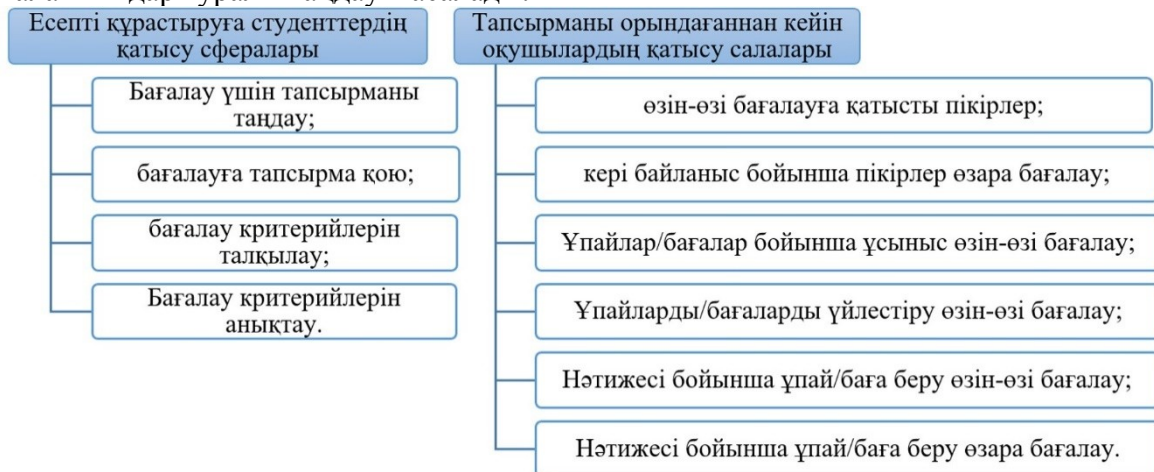 Есепті құрастыруға студенттердің
қатысу сфералары
Бағалау үшін тапсырманы
таңдау;
бағалауға тапсырма қою;
бағалау критерийлерін
талқылау;
Бағалау критерийлерін
анықтау.
Тапсырманы орындағаннан кейін
оқушылардың қатысу салалары
өзін-өзі бағалауға қатысты пікірлер;
кері байланыс бойынша пікірлер өзара бағалау;
Ұпайлар/бағалар бойынша ұсыныс өзін-өзі бағалау;
Ұпайларды/бағаларды үйлестіру өзін-өзі бағалау;
Нәтижесі бойынша ұпай/баға беру өзін-өзі бағалау;
Нәтижесі бойынша ұпай/баға беру өзара бағалау.